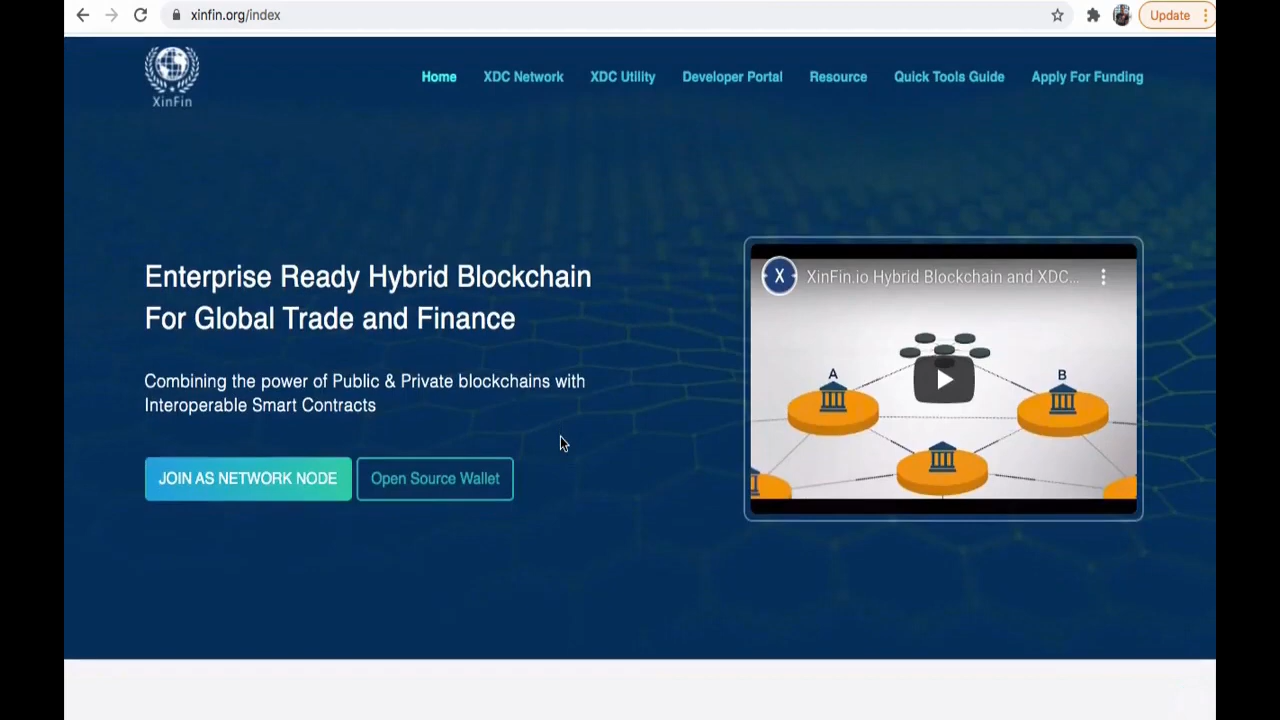 xinfin.org/index
Update
XinFin
Home XDC Network XDC Utility Developer Portal Resource Quick Tools Guide Apply For Funding
Enterprise Ready Hybrid Blockchain
For Global Trade and Finance
Combining the power of Public & Private blockchains with
Interoperable Smart Contracts
JOIN AS NETWORK NODE Open Source Wallet
X XinFin.io Hybrid Blockchain and XDC...
A B